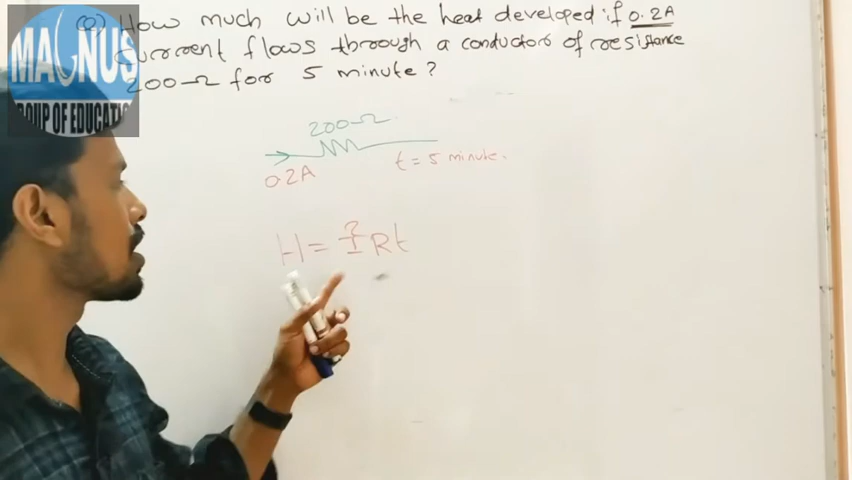 Q) How much will be the heat developed if 0.2A
current flows through a conductor of resistance
200Ω for 5 minute?
MAGNUS
GROUP OF EDUCATION
200Ω
0.2A
t = 5 minute.
H = I²Rt